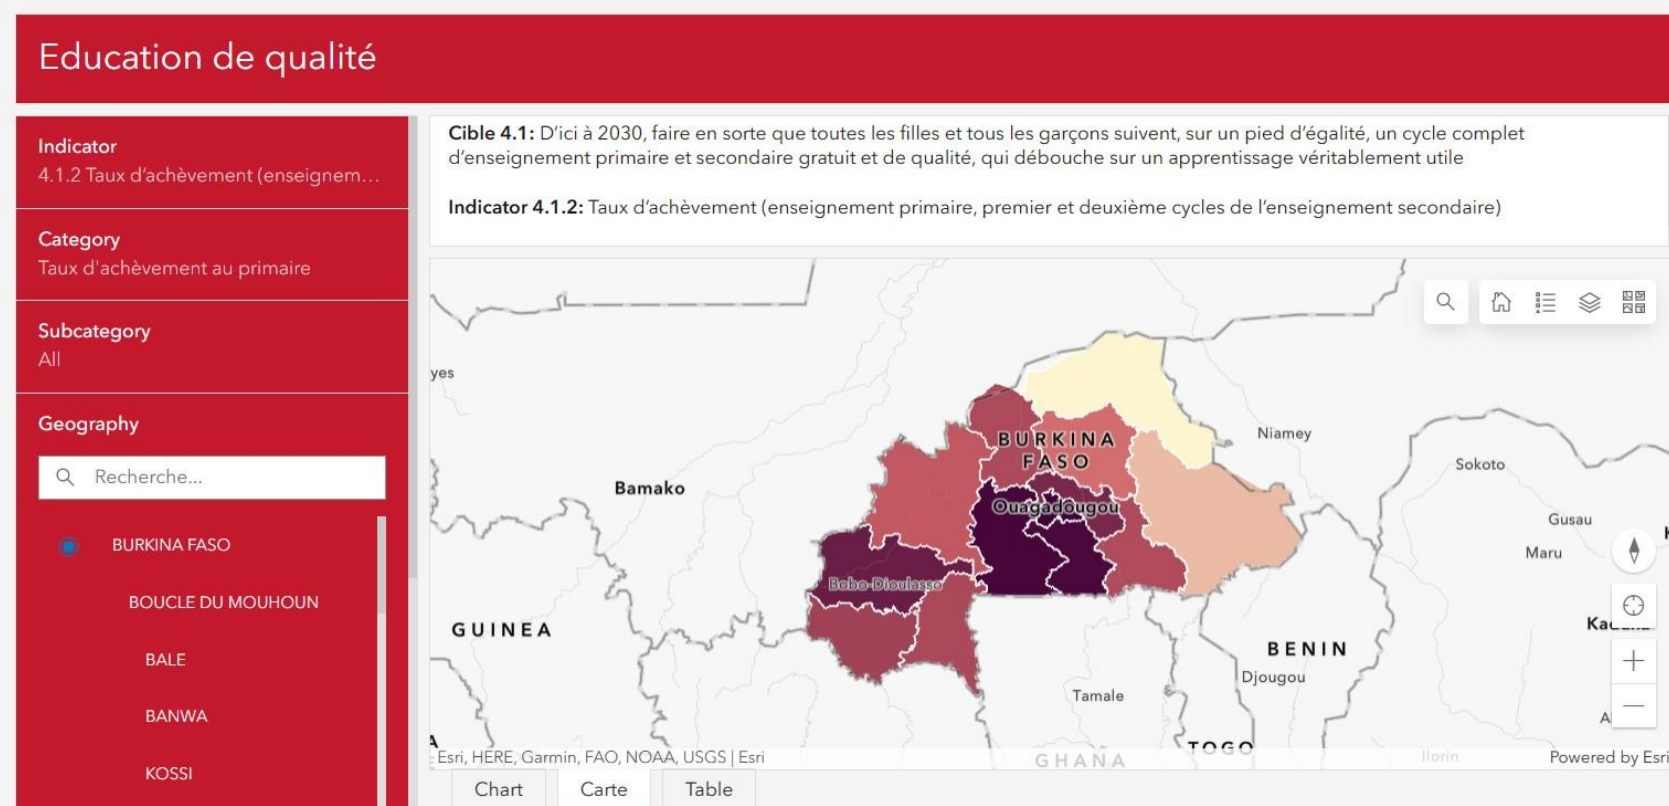 Education de qualité
Indicator
4.1.2 Taux d'achèvement (enseignem...
Category
Taux d'achèvement au primaire
Subcategory
All
Geography
Recherche...
BURKINA FASO
BOUCLE DU MOUHOUN
BALE
BANWA
KOSSI
Cible 4.1: D'ici à 2030, faire en sorte que toutes les filles et tous les garçons suivent, sur un pied d'égalité, un cycle complet
d'enseignement primaire et secondaire gratuit et de qualité, qui débouche sur un apprentissage véritablement utile
Indicator 4.1.2: Taux d'achèvement (enseignement primaire, premier et deuxième cycles de l'enseignement secondaire)
yes
Niamey
BURKINA
FASO
Sokoto
Bamako
Ouagadougou
Gusau
Maru
Bobo-Dioulasso
GUINEA
BENIN
Djougou
Tamale
TOGO
GHANA
Ilorin
Esri, HERE, Garmin, FAO, NOAA, USGS | Esri
Powered by Esri
Chart
Carte
Table